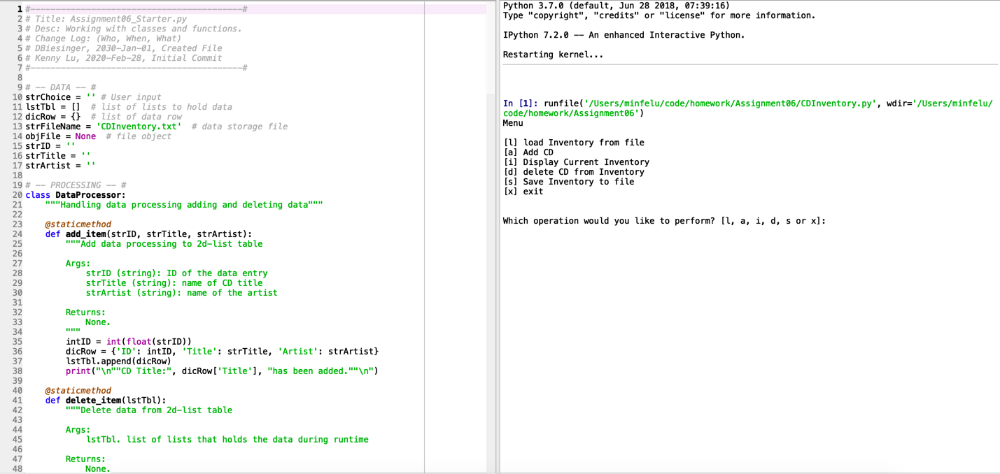 1 #------------------------------------------#
2 # Title: Assignment06_Starter.py
3 # Desc: Working with classes and functions.
4 # Change Log: (Who, When, What)
5 # DBiesinger, 2030-Jan-01, Created File
6 # Kenny Lu, 2020-Feb-28, Initial Commit
7 #------------------------------------------#
8
9 # -- DATA -- #
10 strChoice = '' # User input
11 lstTbl = []  # list of lists to hold data
12 dicRow = {}  # list of data row
13 strFileName = 'CDInventory.txt'  # data storage file
14 objFile = None  # file object
15 strID = ''
16 strTitle = ''
17 strArtist = ''
18
19 # -- PROCESSING -- #
20 class DataProcessor:
21     """Handling data processing adding and deleting data"""
22
23     @staticmethod
24     def add_item(strID, strTitle, strArtist):
25         """Add data processing to 2d-list table
26
27         Args:
28             strID (string): ID of the data entry
29             strTitle (string): name of CD title
30             strArtist (string): name of the artist
31
32         Returns:
33             None.
34         """
35         intID = int(float(strID))
36         dicRow = {'ID': intID, 'Title': strTitle, 'Artist': strArtist}
37         lstTbl.append(dicRow)
38         print("\n""CD Title:", dicRow['Title'], "has been added.""\n")
39
40     @staticmethod
41     def delete_item(lstTbl):
42         """Delete data from 2d-list table
43
44         Args:
45             lstTbl. list of lists that holds the data during runtime
46
47         Returns:
48             None.
Python 3.7.0 (default, Jun 28 2018, 07:39:16)
Type "copyright", "credits" or "license" for more information.

IPython 7.2.0 -- An enhanced Interactive Python.

Restarting kernel...

In [1]: runfile('/Users/minfelu/code/homework/Assignment06/CDInventory.py', wdir='/Users/minfelu/
code/homework/Assignment06')
Menu

[l] load Inventory from file
[a] Add CD
[i] Display Current Inventory
[d] delete CD from Inventory
[s] Save Inventory to file
[x] exit

Which operation would you like to perform? [l, a, i, d, s or x]: